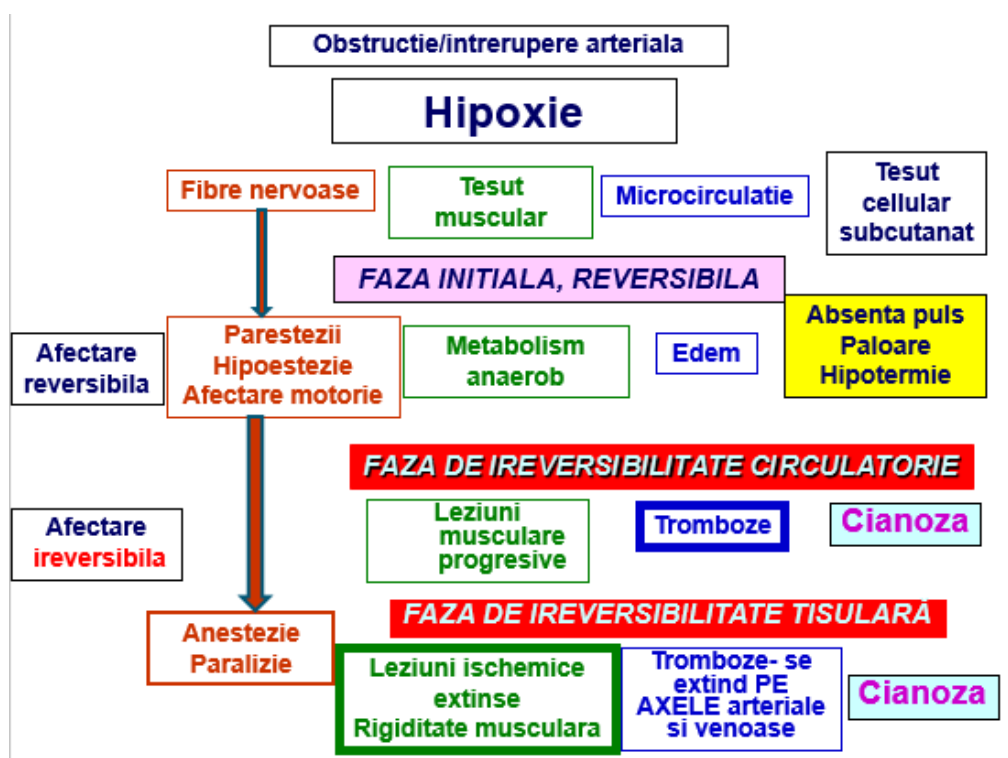 Obstructie/intrerupere arteriala
Hipoxie
Fibre nervoase
Tesut
muscular
Microcirculatie
Tesut
cellular
subcutanat
FAZA INITIALA, REVERSIBILA
Afectare
reversibila
Parestezii
Hipoestezie
Afectare motorie
Metabolism
anaerob
Edem
Absenta puls
Paloare
Hipotermie
FAZA DE IREVERSIBILITATE CIRCULATORIE
Afectare
ireversibila
Leziuni
musculare
progresive
Tromboze
Cianoza
FAZA DE IREVERSIBILITATE TISULARĂ
Anestezie
Paralizie
Leziuni ischemice
extinse
Rigiditate musculara
Tromboze- se
extind PE
AXELE arteriale
si venoase
Cianoza